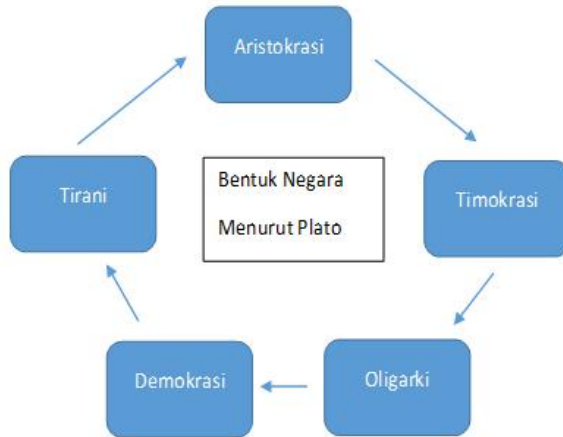 Aristokrasi
Tirani
Bentuk Negara
Menurut Plato
Timokrasi
Demokrasi
Oligarki